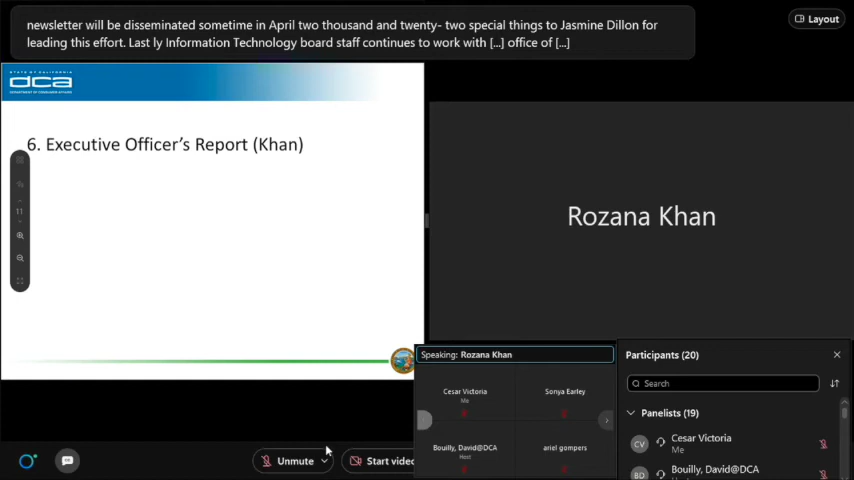 newsletter will be disseminated sometime in April two thousand and twenty- two special things to Jasmine Dillon for
leading this effort. Last ly Information Technology board staff continues to work with [...] office of [...]
Layout
STATE OF CALIFORNIA
dca
DEPARTMENT OF CONSUMER AFFAIRS
6. Executive Officer's Report (Khan)
11
Rozana Khan
Speaking: Rozana Khan
Cesar Victoria
Me
Sonya Earley
Bouilly, David@DCA
Host
ariel gompers
Participants (20)
Search
Panelists (19)
CV
Cesar Victoria
Me
BD
Bouilly, David@DCA
Unmute
Start video